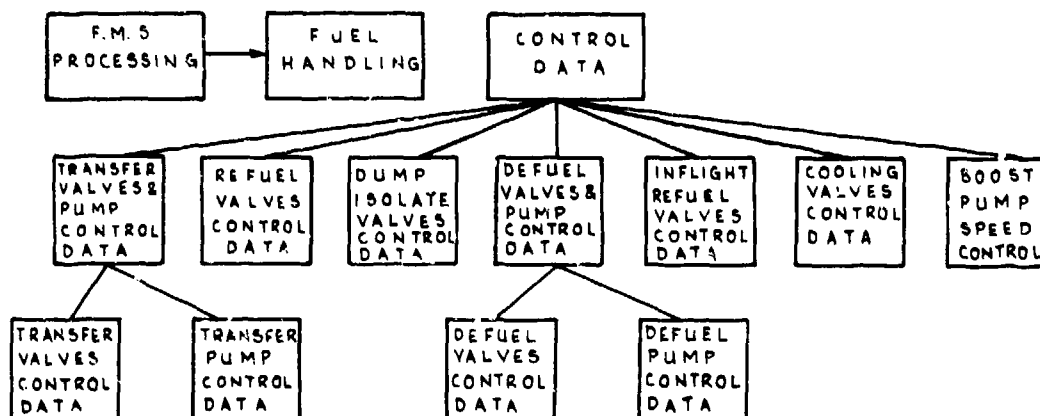 F.M.S
PROCESSING
FUEL
HANDLING
CONTROL
DATA
TRANSFER
VALVES &
PUMP
CONTROL
DATA
REFUEL
VALVES
CONTROL
DATA
DUMP
ISOLATE
VALVES
CONTROL
DATA
DEFUEL
VALVES &
PUMP
CONTROL
DATA
INFLIGHT
REFUEL
VALVES
CONTROL
DATA
COOLING
VALVES
CONTROL
DATA
BOOST
PUMP
SPEED
CONTROL
TRANSFER
VALVES
CONTROL
DATA
TRANSFER
PUMP
CONTROL
DATA
DEFUEL
VALVES
CONTROL
DATA
DEFUEL
PUMP
CONTROL
DATA